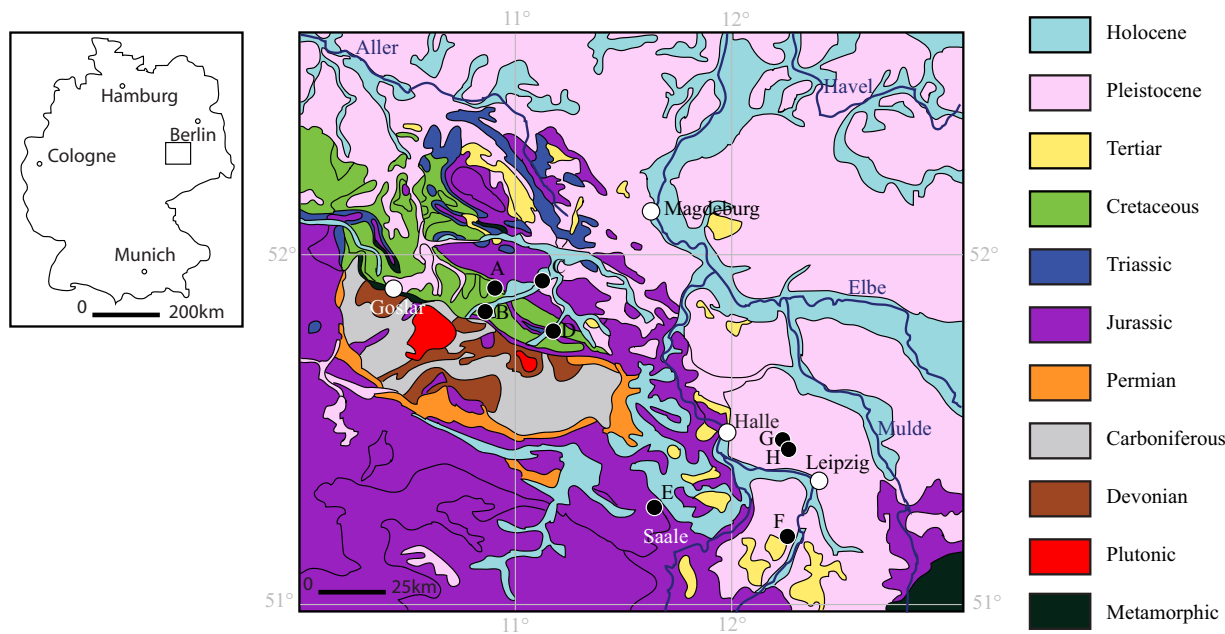 Hamburg
Berlin
Cologne
Munich
0
200km
11°
12°
Aller
Havel
Magdeburg
52°
52°
A
C
Elbe
Goslar
B
D
Halle
G
H
Mulde
Leipzig
E
Saale
F
0
25km
51°
51°
11°
12°
Holocene
Pleistocene
Tertiar
Cretaceous
Triassic
Jurassic
Permian
Carboniferous
Devonian
Plutonic
Metamorphic